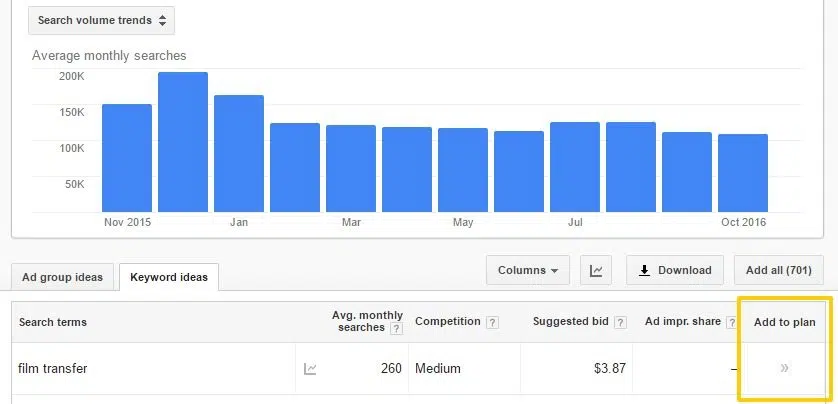 Search volume trends
Average monthly searches
200K
150K
100K
50K
Nov 2015 Jan Mar May Jul Oct 2016
Ad group ideas Keyword ideas Columns Download Add all (701)
Search terms Avg. monthly searches ? Competition ? Suggested bid ? Ad impr. share ? Add to plan
film transfer 260 Medium $3.87 – »